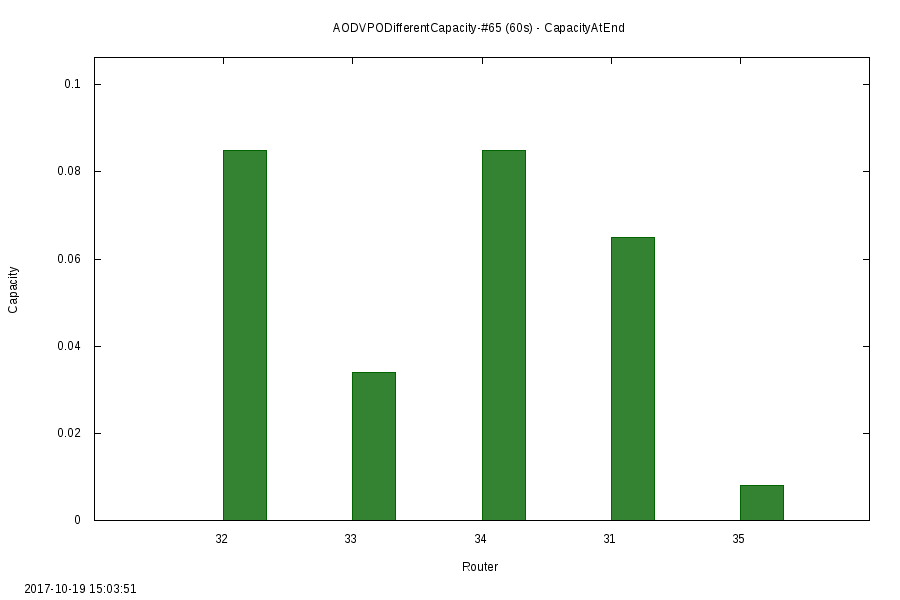 AODVPODifferentCapacity-#65 (60s) - CapacityAtEnd
0.1
0.08
0.06
0.04
0.02
0
Capacity
32 33 34 31 35
Router
2017-10-19 15:03:51